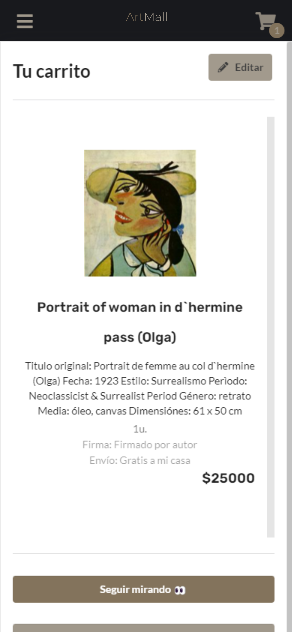 ArtMall
1
Tu carrito
Editar
Portrait of woman in d`hermine
pass (Olga)
Titulo original: Portrait de femme au col d`hermine
(Olga) Fecha: 1923 Estilo: Surrealismo Periodo:
Neoclassicist & Surrealist Period Género: retrato
Media: óleo, canvas Dimensiónes: 61 x 50 cm
1u.
Firma: Firmado por autor
Envío: Gratis a mi casa
$25000
Seguir mirando 👀